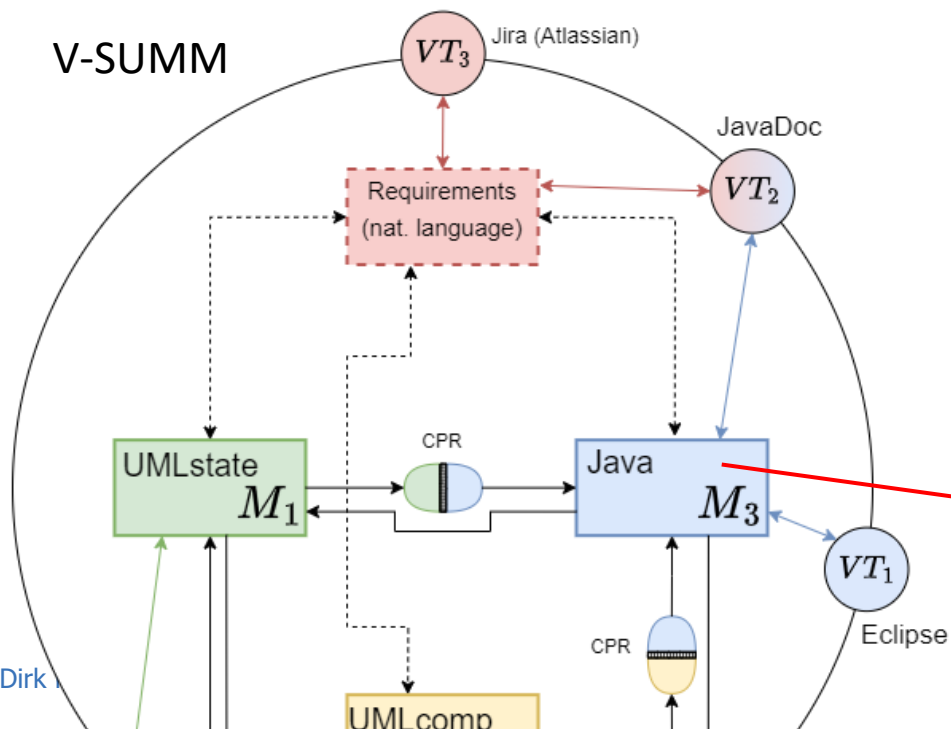 V-SUMM
VT₃
Jira (Atlassian)
JavaDoc
VT₂
Requirements
(nat. language)
UMLstate
M₁
CPR
Java
M₃
VT₁
Eclipse
CPR
Dirk
UMLcomp